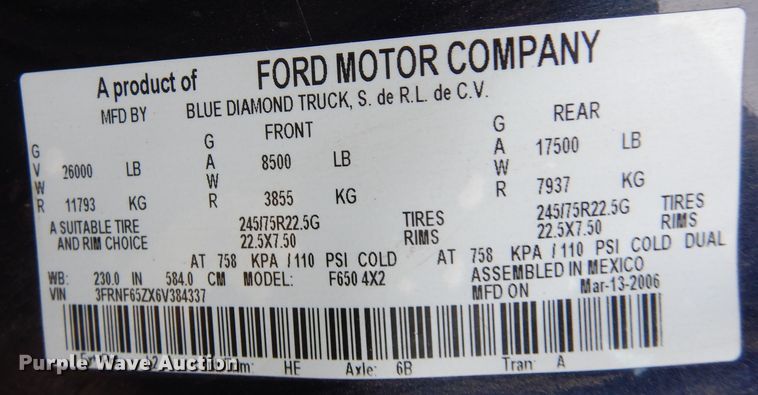 A product of FORD MOTOR COMPANY
MFD BY BLUE DIAMOND TRUCK, S. de R.L. de C.V.
FRONT REAR
GVWR 26000 LB GAWR 8500 LB GAWR 17500 LB
11793 KG 3855 KG 7937 KG
A SUITABLE TIRE 245/75R22.5G TIRES 245/75R22.5G TIRES
AND RIM CHOICE 22.5X7.50 RIMS 22.5X7.50 RIMS
AT 758 KPA/110 PSI COLD AT 758 KPA/110 PSI COLD DUAL
WB: 230.0 IN 584.0 CM MODEL: F650 4X2 ASSEMBLED IN MEXICO
VIN 3FRNF65ZX6V384337 MFD ON Mar-13-2006
HE Axle: 6B Tran: A
Purple Wave Auction